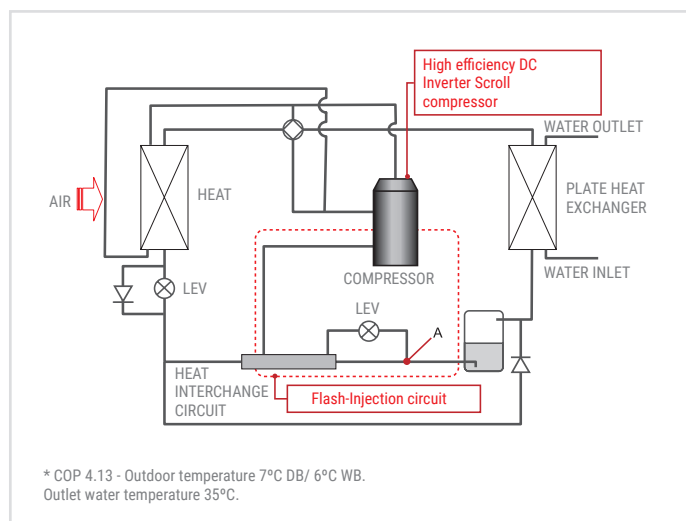 High efficiency DC
Inverter Scroll
compressor
WATER OUTLET
AIR
HEAT
PLATE HEAT
EXCHANGER
COMPRESSOR
WATER INLET
LEV
LEV
A
HEAT
INTERCHANGE
CIRCUIT
Flash-Injection circuit
* COP 4.13 - Outdoor temperature 7ºC DB/ 6ºC WB.
Outlet water temperature 35ºC.